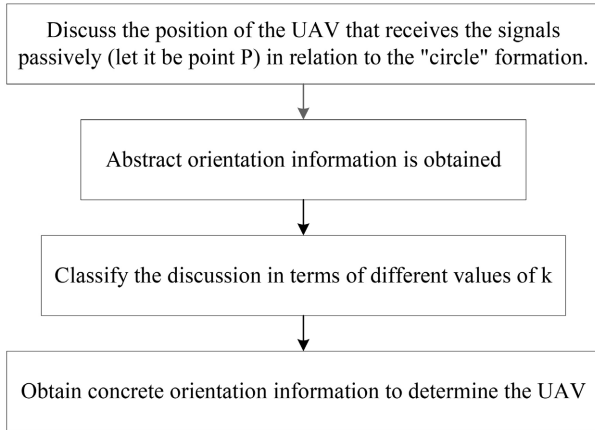 Discuss the position of the UAV that receives the signals
passively (let it be point P) in relation to the "circle" formation.
Abstract orientation information is obtained
Classify the discussion in terms of different values of k
Obtain concrete orientation information to determine the UAV